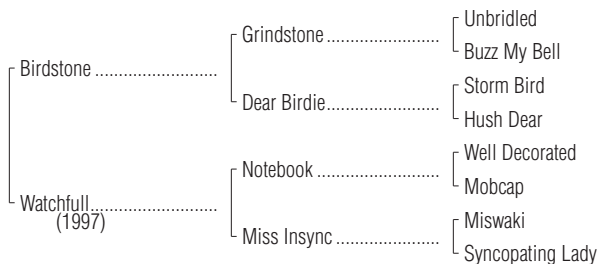 Unbridled
Grindstone ..............................
Buzz My Bell
Birdstone ..................................
Storm Bird
Dear Birdie..............................
Hush Dear
Well Decorated
Notebook ................................
Mobcap
Watchfull...................................
(1997)
Miswaki
Miss Insync ............................
Syncopating Lady